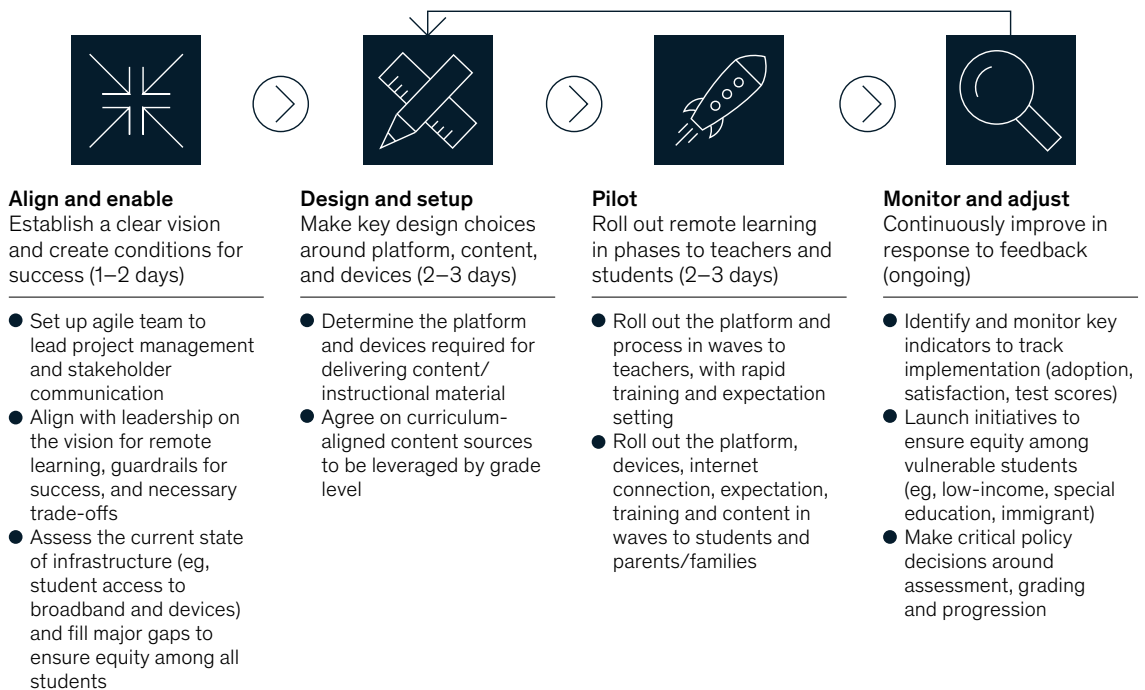 Align and enable
Establish a clear vision
and create conditions for
success (1–2 days)
● Set up agile team to
lead project management
and stakeholder
communication
● Align with leadership on
the vision for remote
learning, guardrails for
success, and necessary
trade-offs
● Assess the current state
of infrastructure (eg,
student access to
broadband and devices)
and fill major gaps to
ensure equity among all
students
Design and setup
Make key design choices
around platform, content,
and devices (2–3 days)
● Determine the platform
and devices required for
delivering content/
instructional material
● Agree on curriculum-
aligned content sources
to be leveraged by grade
level
Pilot
Roll out remote learning
in phases to teachers and
students (2–3 days)
● Roll out the platform and
process in waves to
teachers, with rapid
training and expectation
setting
● Roll out the platform,
devices, internet
connection, expectation,
training and content in
waves to students and
parents/families
Monitor and adjust
Continuously improve in
response to feedback
(ongoing)
● Identify and monitor key
indicators to track
implementation (adoption,
satisfaction, test scores)
● Launch initiatives to
ensure equity among
vulnerable students
(eg, low-income, special
education, immigrant)
● Make critical policy
decisions around
assessment, grading
and progression